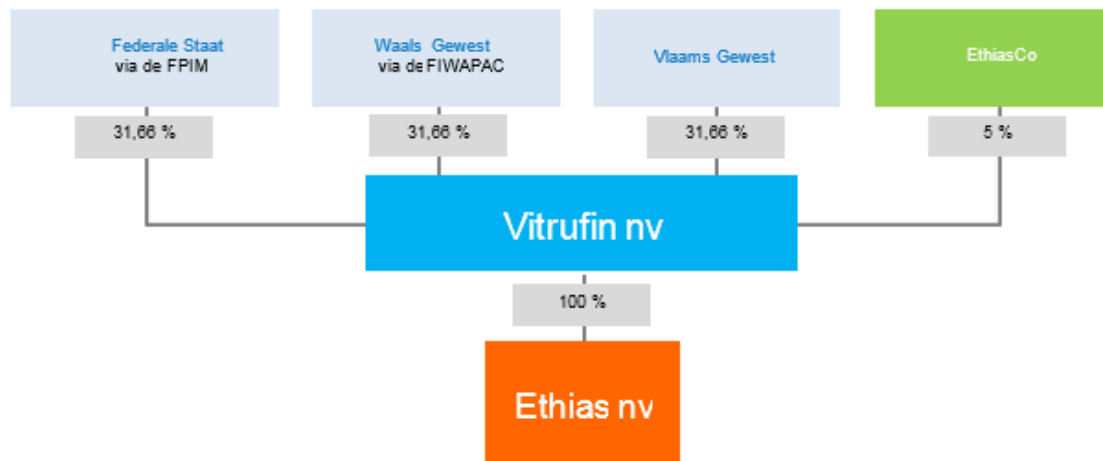 Federale Staat
via de FPIM
Waals Gewest
via de FIWAPAC
Vlaams Gewest
EthiasCo
31,66 %
31,66 %
31,66 %
5 %
Vitrufin nv
100 %
Ethias nv